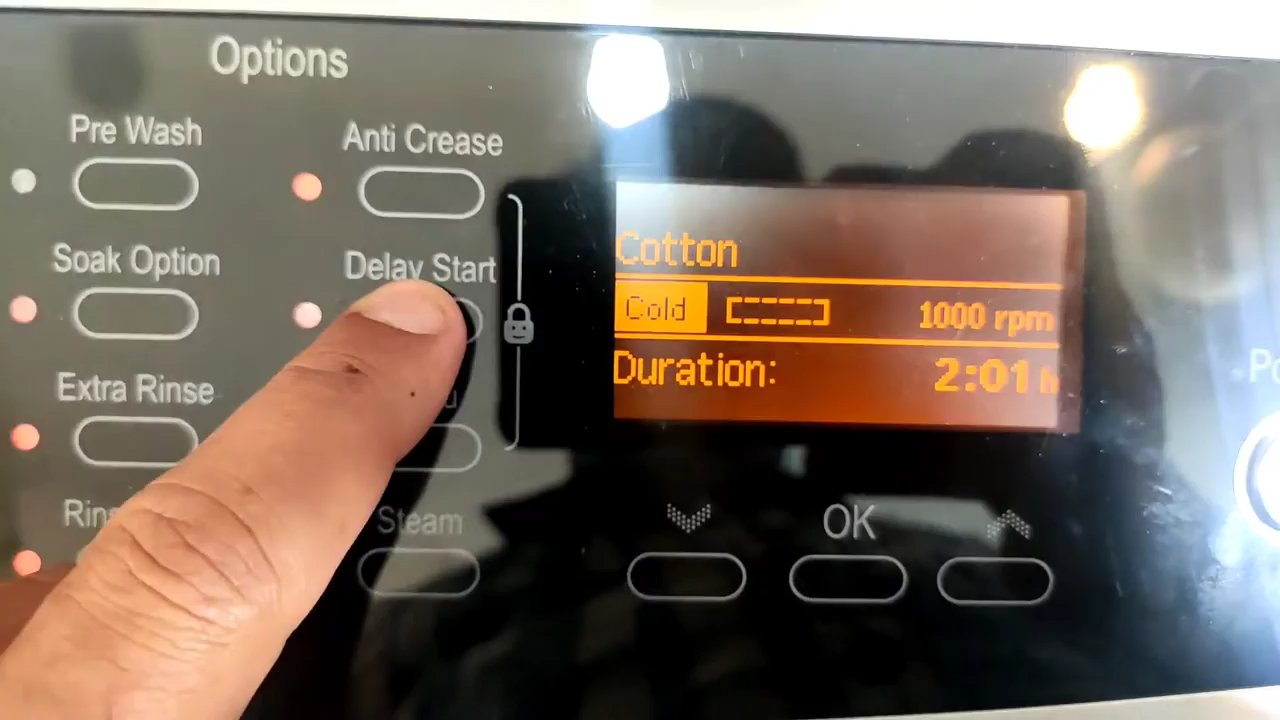 Options
Pre Wash
Anti Crease
Soak Option
Delay Start
Extra Rinse
Steam
Cotton
Cold
1000 rpm
Duration: 2:01 h
OK